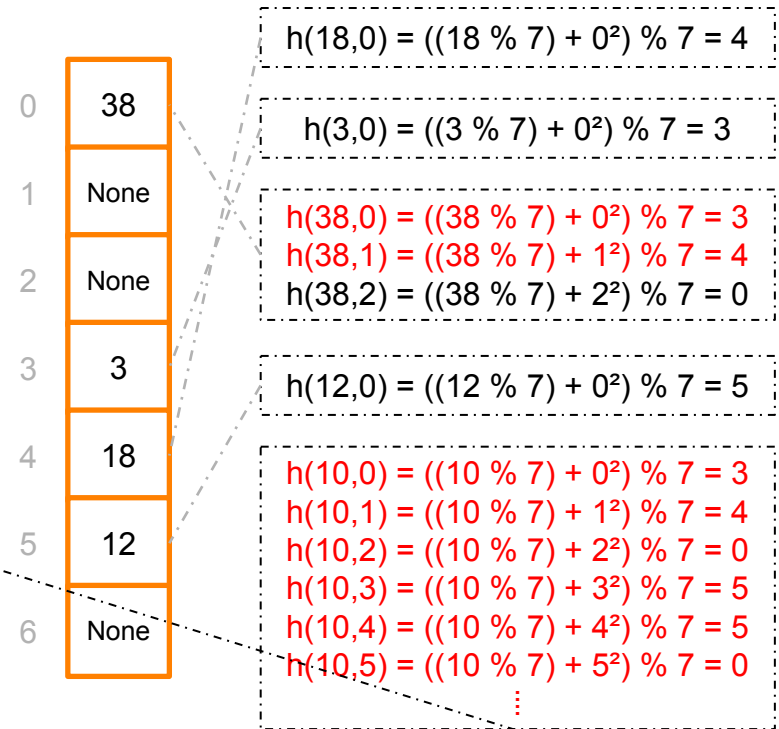 h(18,0) = ((18 % 7) + 0²) % 7 = 4
0 38
h(3,0) = ((3 % 7) + 0²) % 7 = 3
1 None
h(38,0) = ((38 % 7) + 0²) % 7 = 3
h(38,1) = ((38 % 7) + 1²) % 7 = 4
2 None
h(38,2) = ((38 % 7) + 2²) % 7 = 0
3 3
h(12,0) = ((12 % 7) + 0²) % 7 = 5
4 18
h(10,0) = ((10 % 7) + 0²) % 7 = 3
h(10,1) = ((10 % 7) + 1²) % 7 = 4
5 12
h(10,2) = ((10 % 7) + 2²) % 7 = 0
h(10,3) = ((10 % 7) + 3²) % 7 = 5
6 None
h(10,4) = ((10 % 7) + 4²) % 7 = 5
h(10,5) = ((10 % 7) + 5²) % 7 = 0
⋮